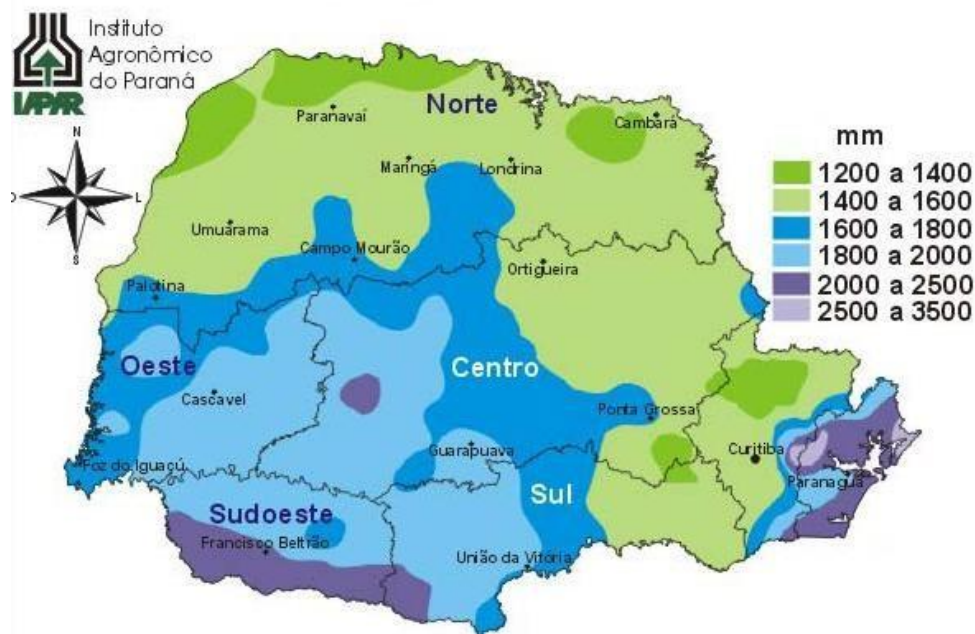 Instituto
Agronômico
do Paraná
IAPAR
N
O
L
S
Norte
Paranavaí
Cambará
Maringá
Londrina
Umuarama
Campo Mourão
Ortigueira
Palotina
Oeste
Centro
Cascavel
Ponta Grossa
Guarapuava
Curitiba
Foz do Iguaçú
Paranaguá
Sul
Sudoeste
Francisco Beltrão
União da Vitória
mm
1200 a 1400
1400 a 1600
1600 a 1800
1800 a 2000
2000 a 2500
2500 a 3500